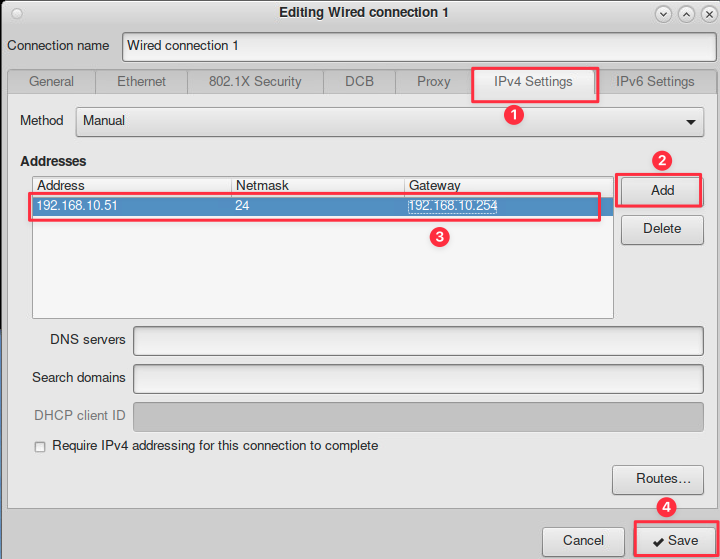 Editing Wired connection 1
Connection name Wired connection 1
General Ethernet 802.1X Security DCB Proxy IPv4 Settings IPv6 Settings
1
Method Manual
Addresses
2
Address Netmask Gateway
Add
192.168.10.51 24 192.168.10.254
3
Delete
DNS servers
Search domains
DHCP client ID
Require IPv4 addressing for this connection to complete
Routes...
4
Cancel Save